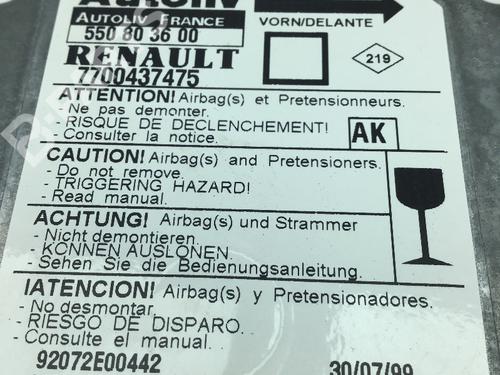 Autoliv
AUTOLIV FRANCE
VORN/DELANTE
550 80 36 00
RENAULT
219
7700437475
ATTENTION! Airbag(s) et Pretensionneurs.
- Ne pas demonter.
- RISQUE DE DECLENCHEMENT!
- Consulter la notice.
AK
CAUTION! Airbag(s) and Pretensioners.
- Do not remove.
- TRIGGERING HAZARD!
- Read manual.
ACHTUNG! Airbag(s) und Strammer
- Nicht demontieren.
- KONNEN AUSLONEN.
- Sehen Sie die Bedienungsanleitung.
IATENCION! Airbag(s) y Pretensionadores.
- No desmontar.
- RIESGO DE DISPARO.
- Consulte el manual.
92072E00442
30/07/99